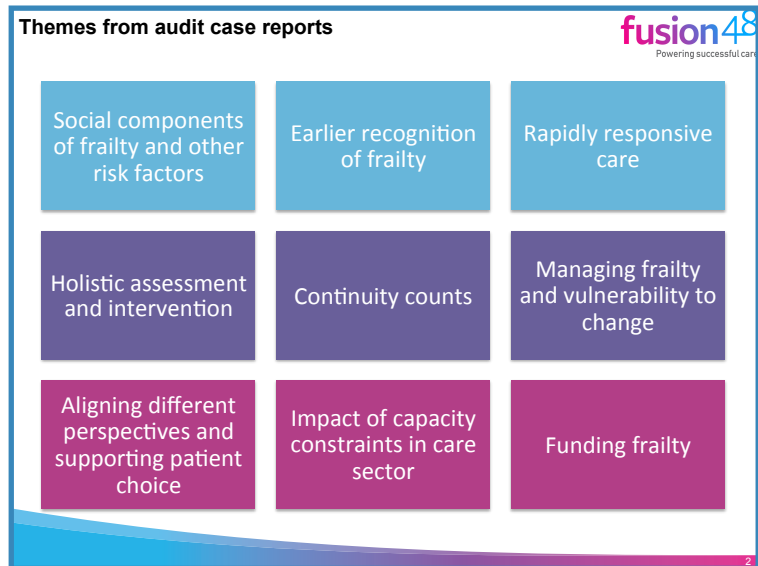 Themes from audit case reports
fusion48
Powering successful care
Social components
of frailty and other
risk factors
Earlier recognition
of frailty
Rapidly responsive
care
Holistic assessment
and intervention
Continuity counts
Managing frailty
and vulnerability to
change
Aligning different
perspectives and
supporting patient
choice
Impact of capacity
constraints in care
sector
Funding frailty
2